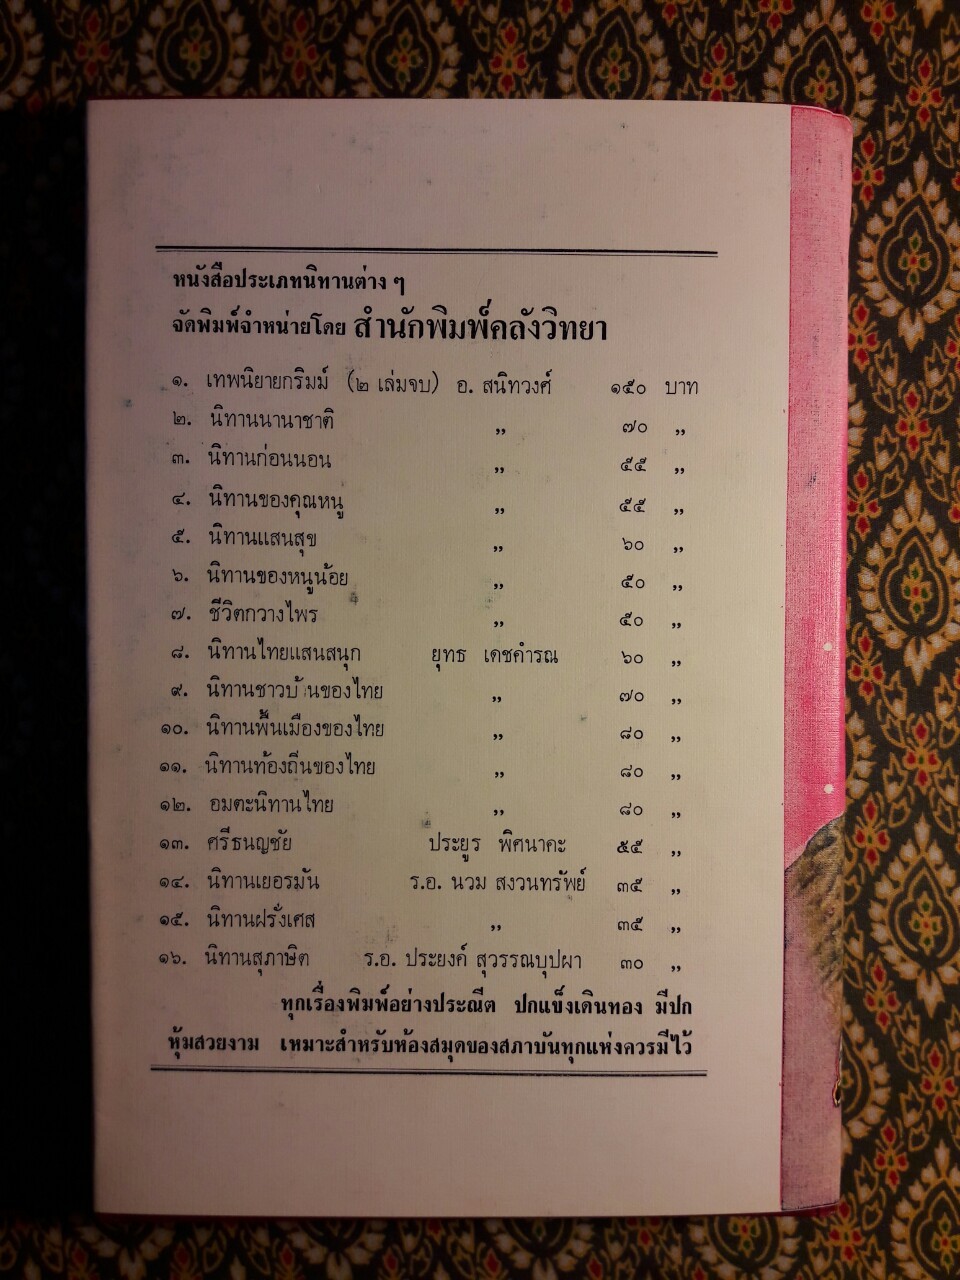 หนังสือประเภทนิทานต่าง ๆ
จัดพิมพ์จำหน่ายโดย สำนักพิมพ์คลังวิทยา
๑. เทพนิยายกริมม์ (๒ เล่มจบ) อ. สนิทวงศ์ ๑๕๐ บาท
๒. นิทานนานาชาติ ,, ๗๐ ,,
๓. นิทานก่อนนอน ,, ๕๕ ,,
๔. นิทานของคุณหนู ,, ๕๕ ,,
๕. นิทานแสนสุข ,, ๖๐ ,,
๖. นิทานของหนูน้อย ,, ๕๐ ,,
๗. ชีวิตกวางไพร ,, ๕๐ ,,
๘. นิทานไทยแสนสนุก ยุทธ เดชคำรณ ๖๐ ,,
๙. นิทานชาวบ้านของไทย ,, ๗๐ ,,
๑๐. นิทานพื้นเมืองของไทย ,, ๘๐ ,,
๑๑. นิทานท้องถิ่นของไทย ,, ๘๐ ,,
๑๒. อมตะนิทานไทย ,, ๘๐ ,,
๑๓. ศรีธนญชัย ประยูร พิศนาคะ ๕๕ ,,
๑๔. นิทานเยอรมัน ร.อ. นวม สงวนทรัพย์ ๓๕ ,,
๑๕. นิทานฝรั่งเศส ,, ๓๕ ,,
๑๖. นิทานสุภาษิต ร.อ. ประยงค์ สุวรรณบุปผา ๓๐ ,,
ทุกเรื่องพิมพ์อย่างประณีต ปกแข็งเดินทอง มีปก
หุ้มสวยงาม เหมาะสำหรับห้องสมุดของสภาบันทุกแห่งควรมีไว้